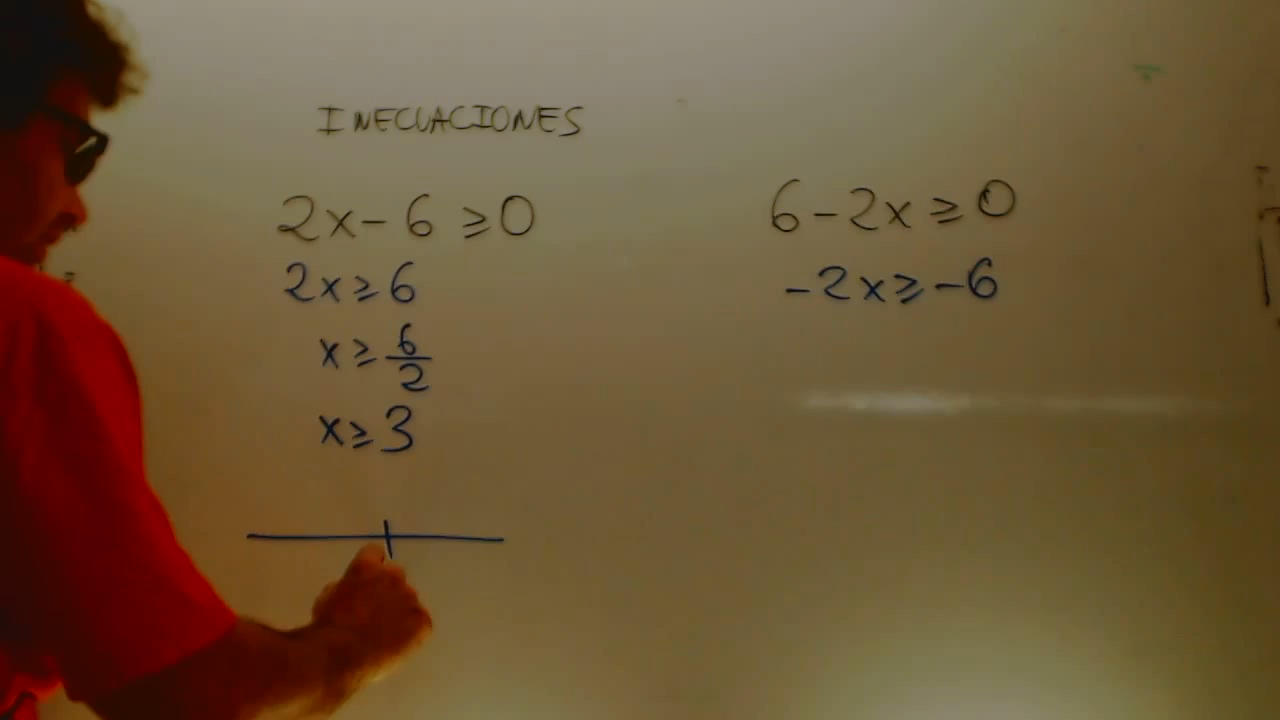 INECUACIONES
2x - 6 ≥ 0
2x ≥ 6
x ≥ 6/2
x ≥ 3
6 - 2x ≥ 0
-2x ≥ -6